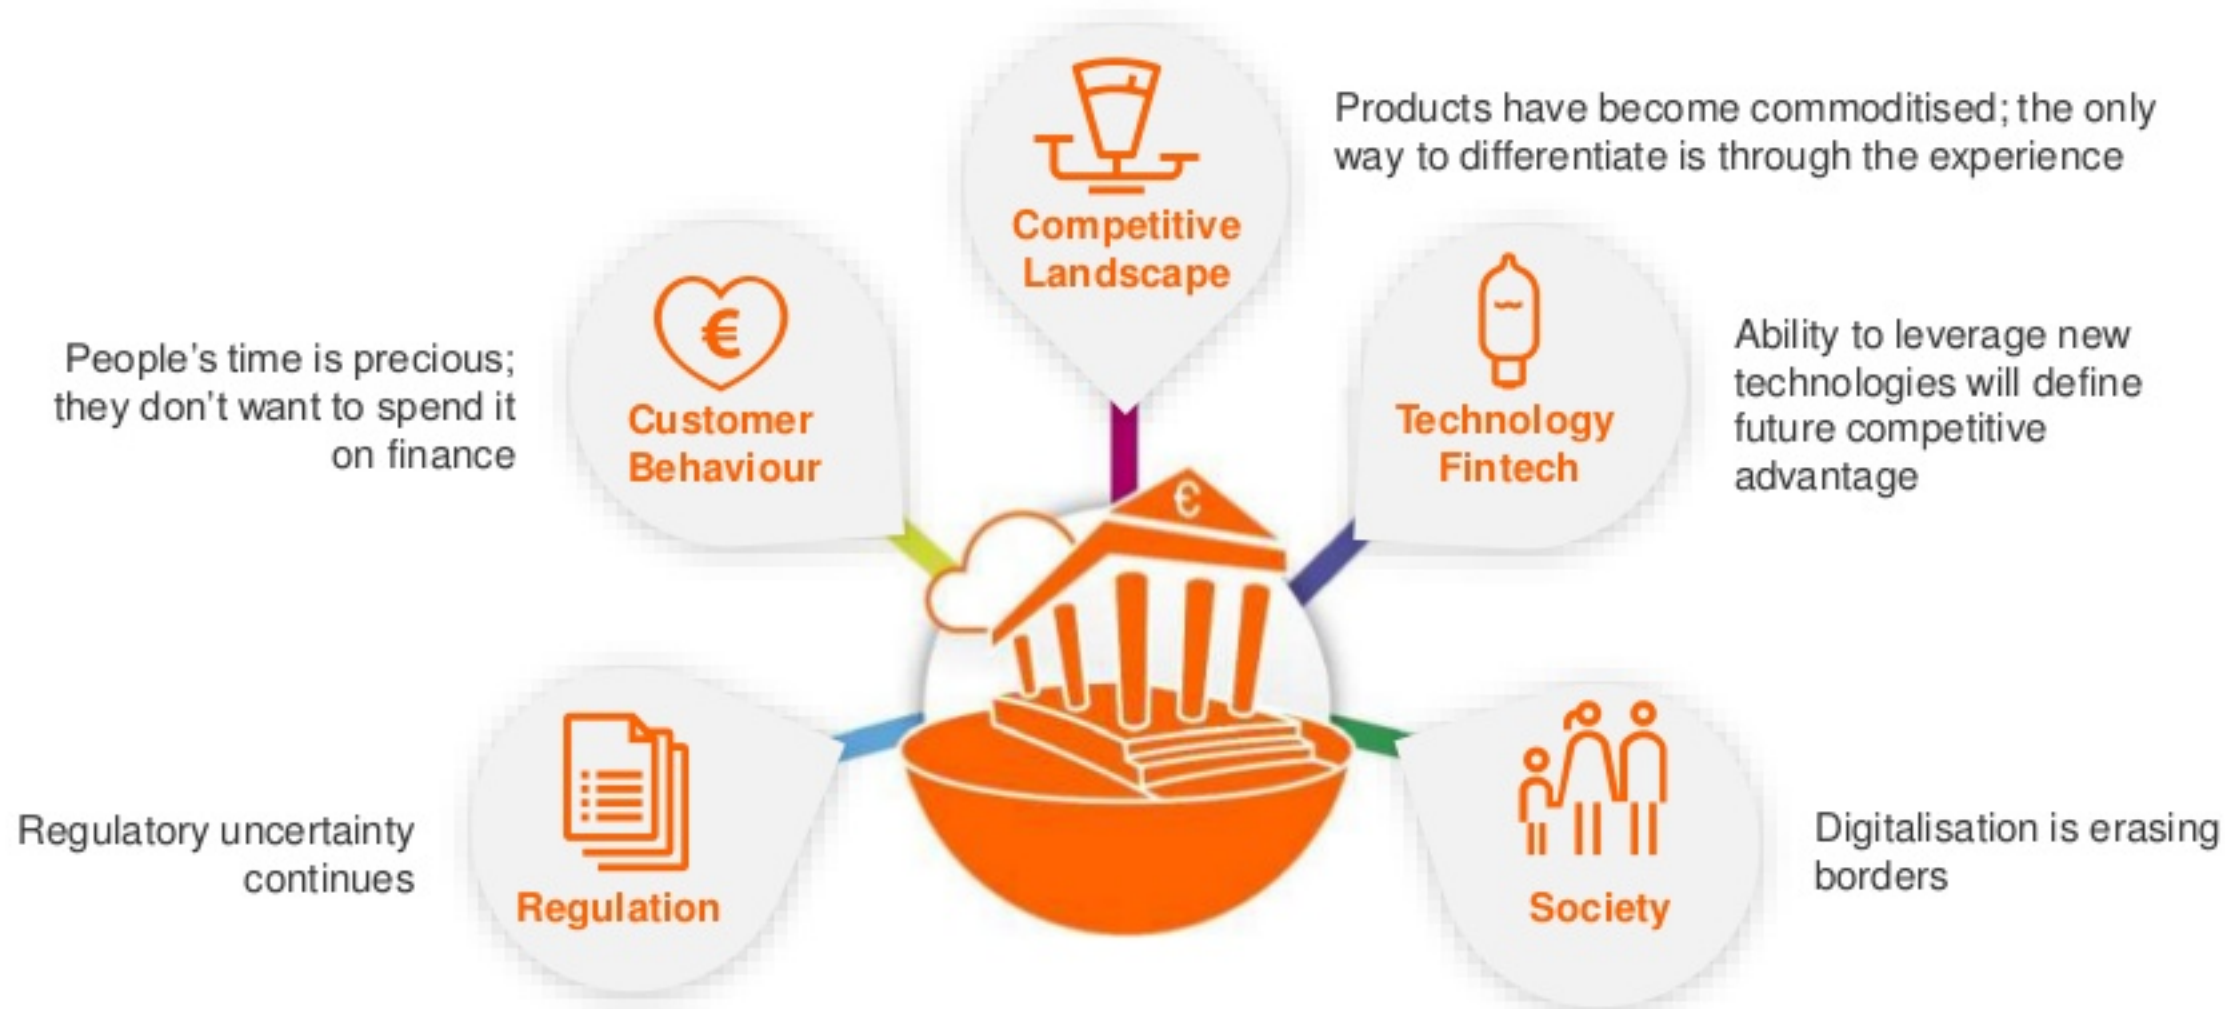 Products have become commoditised; the only
way to differentiate is through the experience
Competitive
Landscape
€
Customer
Behaviour
People's time is precious;
they don't want to spend it
on finance
Technology
Fintech
Ability to leverage new
technologies will define
future competitive
advantage
€
Regulatory uncertainty
continues
Regulation
Society
Digitalisation is erasing
borders